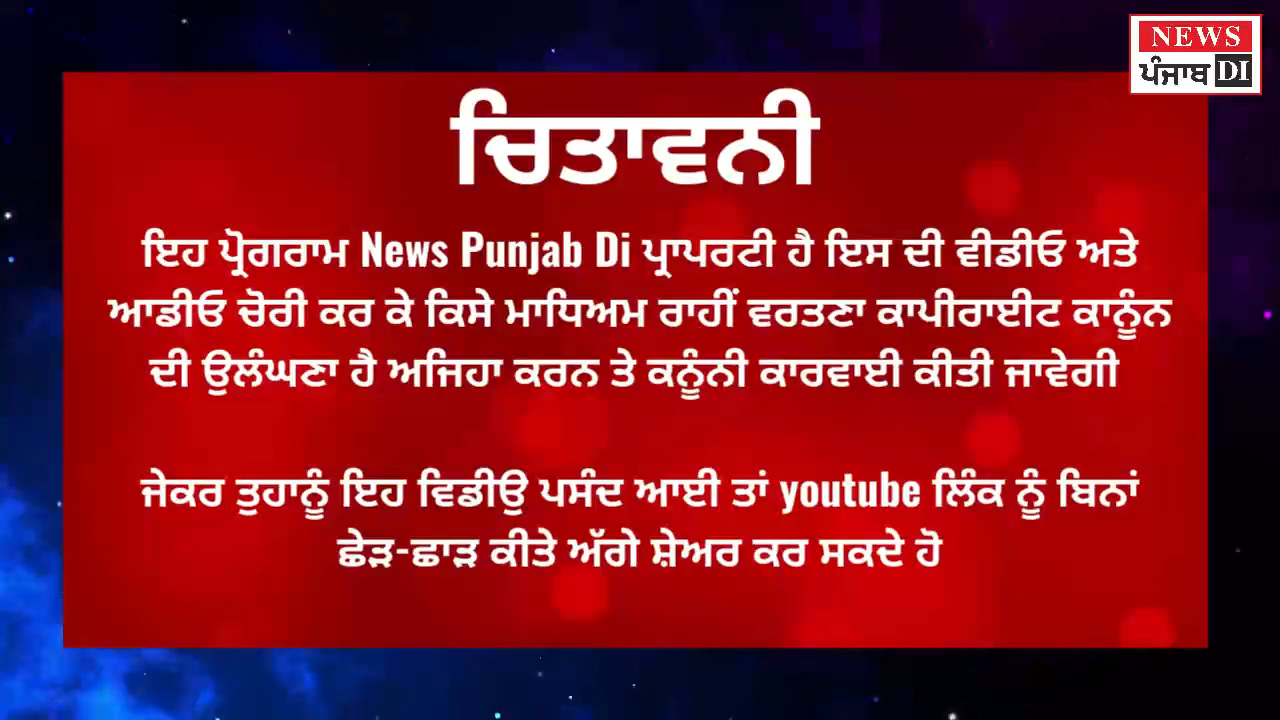 NEWS
ਪੰਜਾਬ DI
ਚਿਤਾਵਨੀ
ਇਹ ਪ੍ਰੋਗਰਾਮ News Punjab Di ਪ੍ਰਾਪਰਟੀ ਹੈ ਇਸ ਦੀ ਵੀਡੀਓ ਅਤੇ
ਆਡੀਓ ਚੋਰੀ ਕਰ ਕੇ ਕਿਸੇ ਮਾਧਿਅਮ ਰਾਹੀਂ ਵਰਤਣਾ ਕਾਪੀਰਾਈਟ ਕਾਨੂੰਨ
ਦੀ ਉਲੰਘਣਾ ਹੈ ਅਜਿਹਾ ਕਰਨ ਤੇ ਕਨੂੰਨੀ ਕਾਰਵਾਈ ਕੀਤੀ ਜਾਵੇਗੀ
ਜੇਕਰ ਤੁਹਾਨੂੰ ਇਹ ਵਿਡੀਉ ਪਸੰਦ ਆਈ ਤਾਂ youtube ਲਿੰਕ ਨੂੰ ਬਿਨਾਂ
ਛੇੜ-ਛਾੜ ਕੀਤੇ ਅੱਗੇ ਸ਼ੇਅਰ ਕਰ ਸਕਦੇ ਹੋ